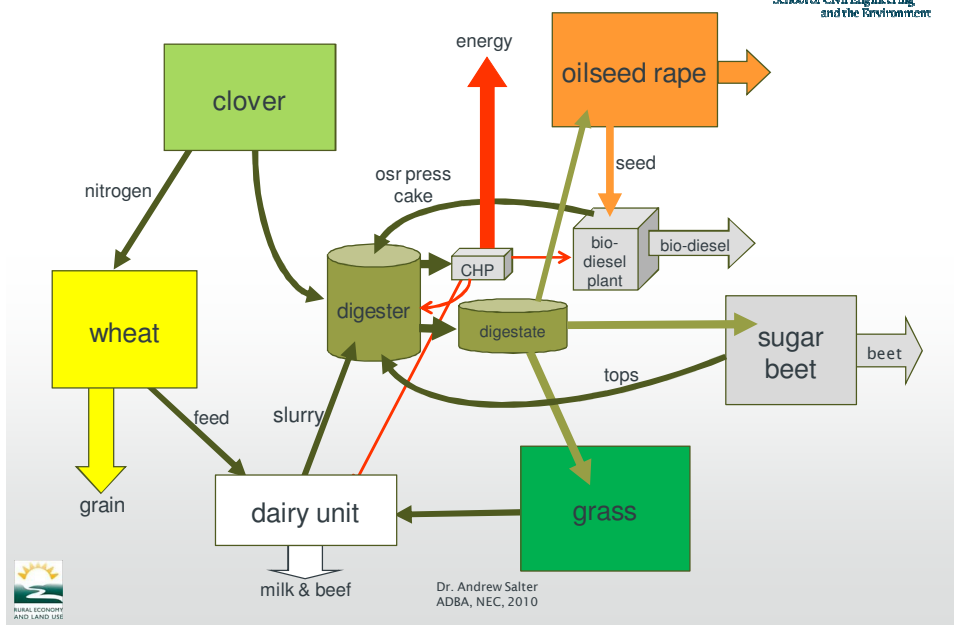 and the Environment
energy
oilseed rape
clover
seed
osr press
cake
nitrogen
bio-
diesel
plant
bio-diesel
CHP
digester
digestate
wheat
sugar
beet
beet
tops
feed
slurry
grain
dairy unit
grass
milk & beef
Dr. Andrew Salter
ADBA, NEC, 2010
RURAL ECONOMY
AND LAND USE